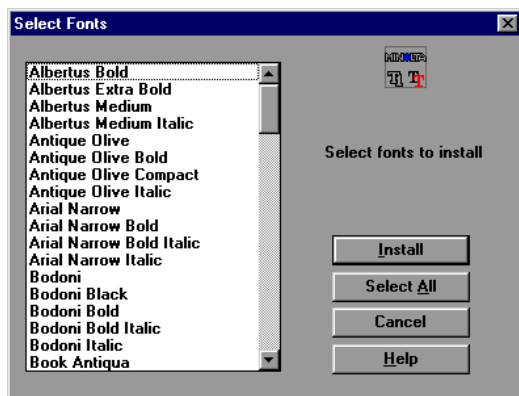 Select Fonts
Albertus Bold
Albertus Extra Bold
Albertus Medium
Albertus Medium Italic
Antique Olive
Antique Olive Bold
Antique Olive Compact
Antique Olive Italic
Arial Narrow
Arial Narrow Bold
Arial Narrow Bold Italic
Arial Narrow Italic
Bodoni
Bodoni Black
Bodoni Bold
Bodoni Bold Italic
Bodoni Italic
Book Antiqua
MINOLTA
Select fonts to install
Install
Select All
Cancel
Help